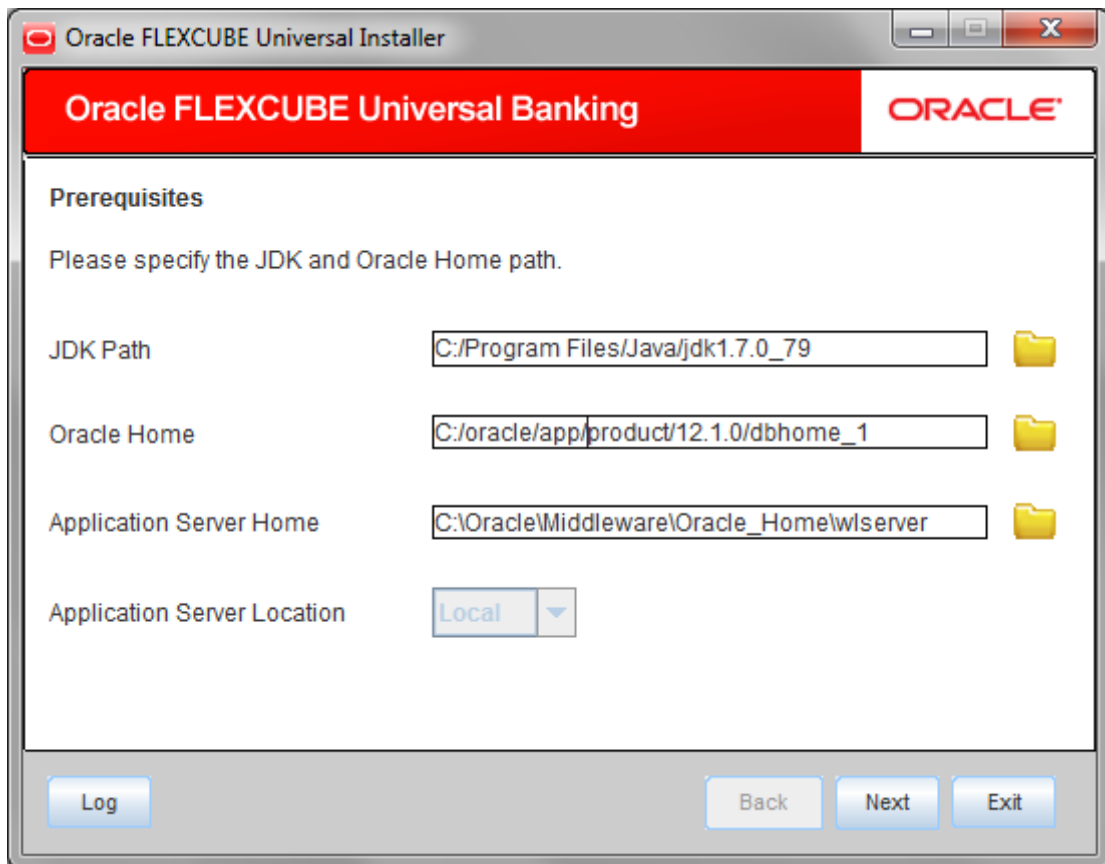 Oracle FLEXCUBE Universal Installer
Oracle FLEXCUBE Universal Banking
ORACLE®
Prerequisites
Please specify the JDK and Oracle Home path.
JDK Path C:/Program Files/Java/jdk1.7.0_79
Oracle Home C:/oracle/app/product/12.1.0/dbhome_1
Application Server Home C:\Oracle\Middleware\Oracle_Home\wlserver
Application Server Location Local
Log Back Next Exit